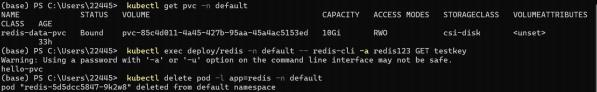 (base) PS C:\Users\22445> kubectl get pvc -n default
NAME STATUS VOLUME CAPACITY ACCESS MODES STORAGECLASS VOLUMEATTRIBUTES
CLASS AGE
redis-data-pvc Bound pvc-85c4d011-4a45-427b-95aa-45a4ac5153ed 10Gi RWO csi-disk <unset>
33h
(base) PS C:\Users\22445> kubectl exec deploy/redis -n default -- redis-cli -a redis123 GET testkey
Warning: Using a password with '-a' or '-u' option on the command line interface may not be safe.
hello-pvc
(base) PS C:\Users\22445> kubectl delete pod -l app=redis -n default
pod "redis-5d5dcc5847-9k2w8" deleted from default namespace